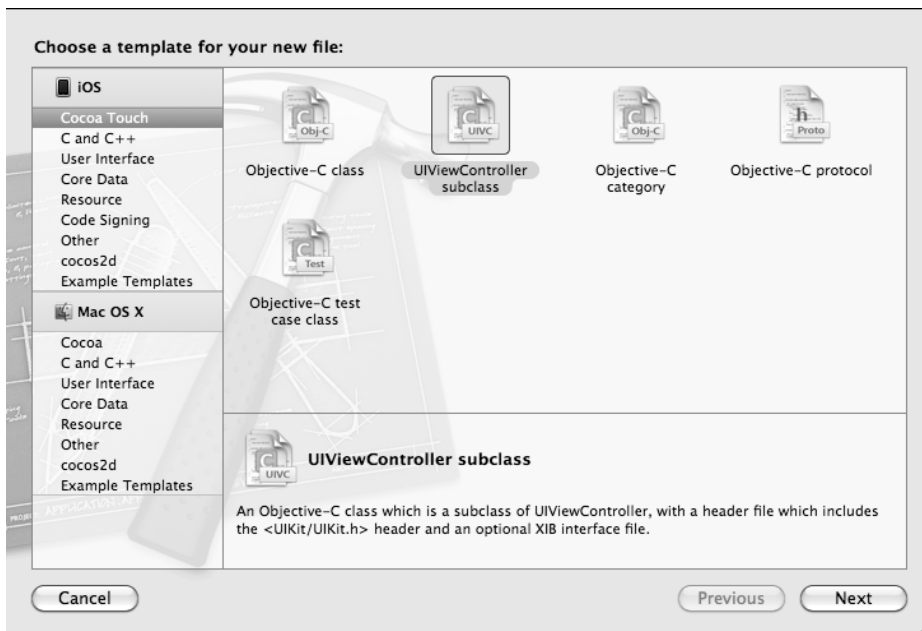 Choose a template for your new file:
iOS
Cocoa Touch
C and C++
User Interface
Core Data
Resource
Code Signing
Other
cocos2d
Example Templates
Mac OS X
Cocoa
C and C++
User Interface
Core Data
Resource
Other
cocos2d
Example Templates
C
Obj-C
Objective-C class
C
UIVC
UIViewController
subclass
C
Obj-C
Objective-C
category
h
Proto
Objective-C protocol
C
Test
Objective-C test
case class
C
UIVC
UIViewController subclass
An Objective-C class which is a subclass of UIViewController, with a header file which includes
the <UIKit/UIKit.h> header and an optional XIB interface file.
Cancel
Previous
Next